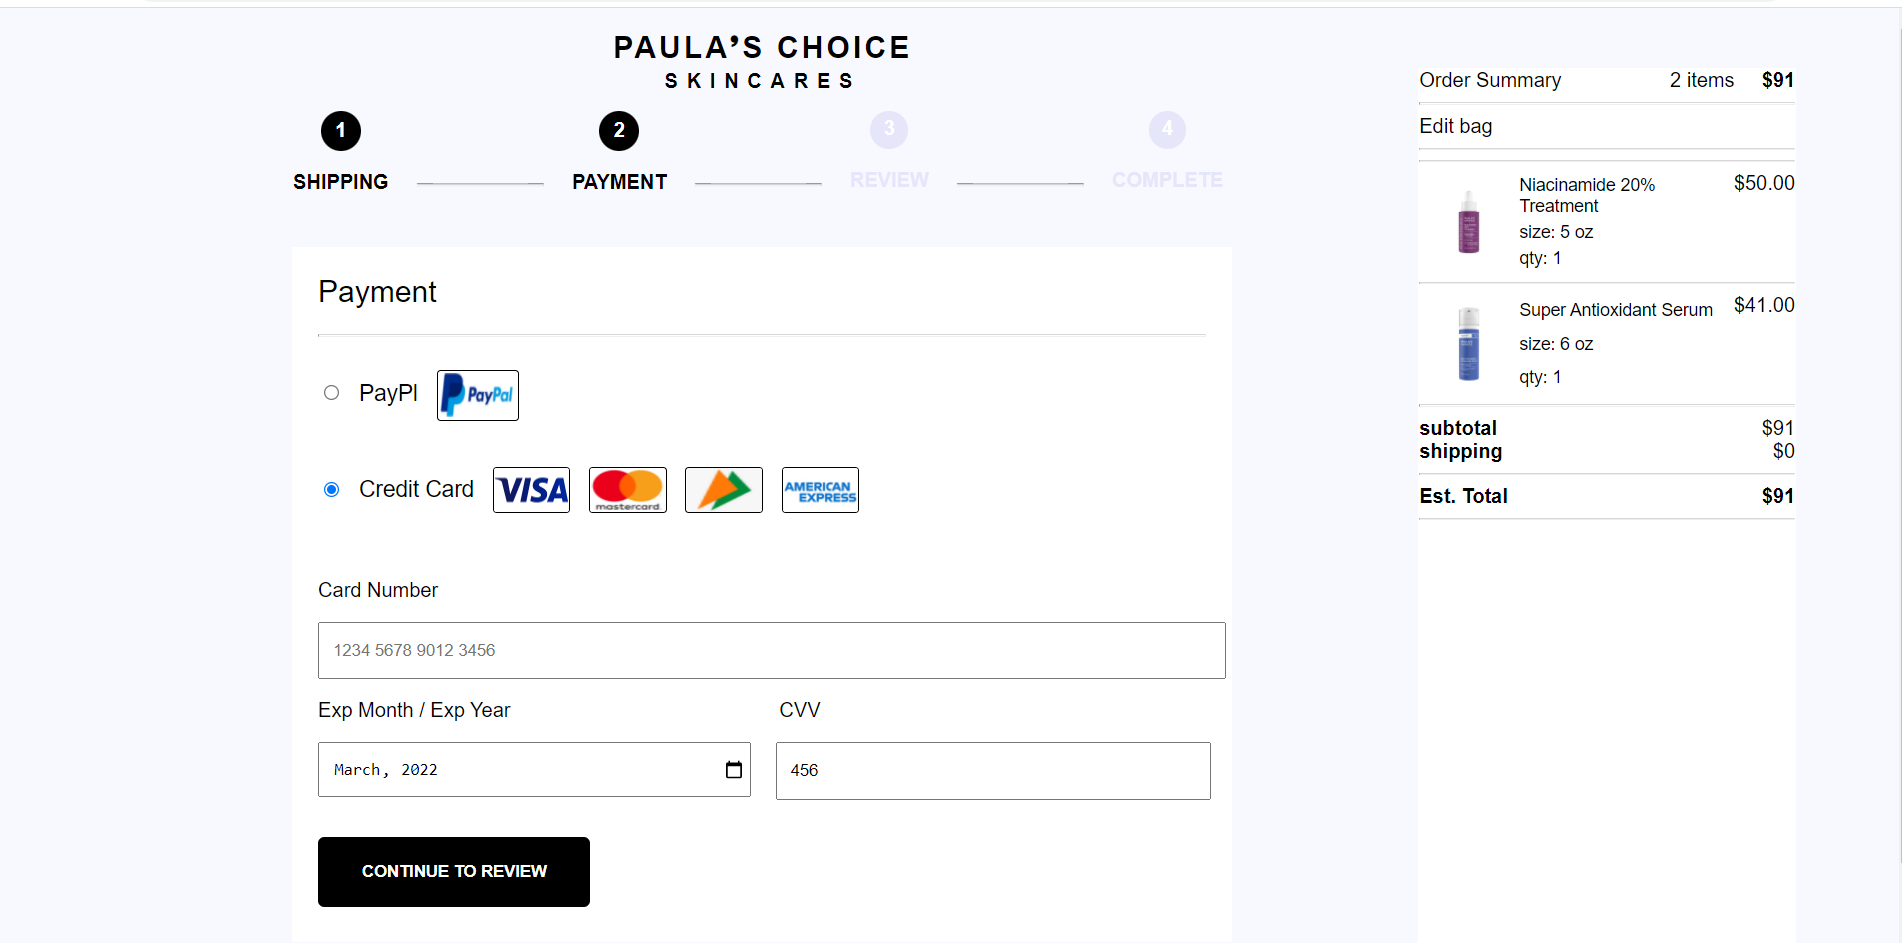 PAULA’S CHOICE
SKINCARES
1
2
3
4
SHIPPING
PAYMENT
REVIEW
COMPLETE
Payment
PayPl
PayPal
Credit Card
VISA
mastercard.
AMERICAN
EXPRESS
Card Number
1234 5678 9012 3456
Exp Month / Exp Year
CVV
March, 2022
456
CONTINUE TO REVIEW
Order Summary 2 items $91
Edit bag
Niacinamide 20% $50.00
Treatment
size: 5 oz
qty: 1
Super Antioxidant Serum $41.00
size: 6 oz
qty: 1
subtotal $91
shipping $0
Est. Total $91